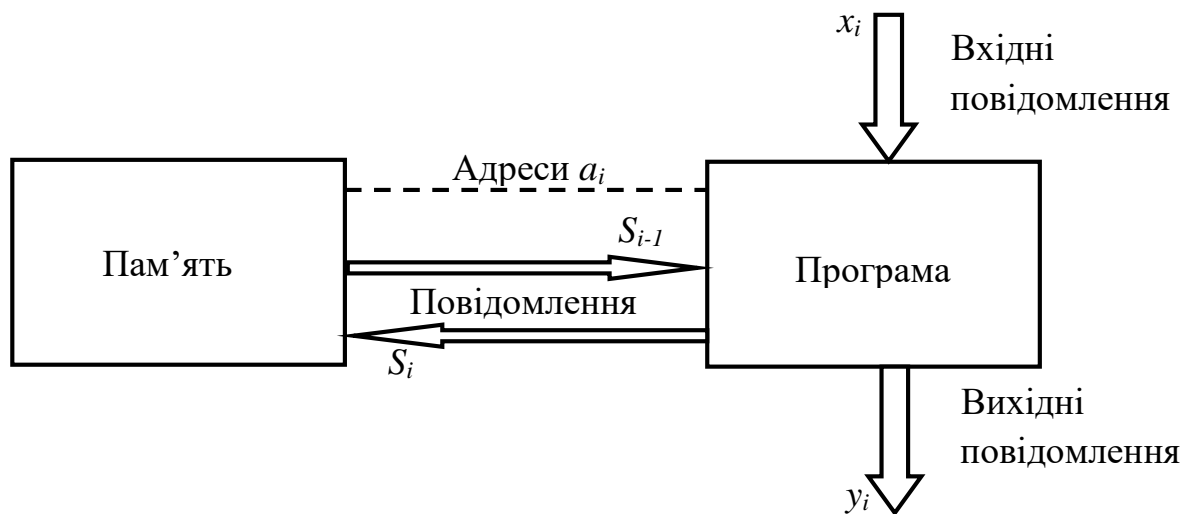 xi
Вхідні
повідомлення
Адреси ai
Si-1
Пам’ять
Програма
Повідомлення
Si
Вихідні
повідомлення
yi